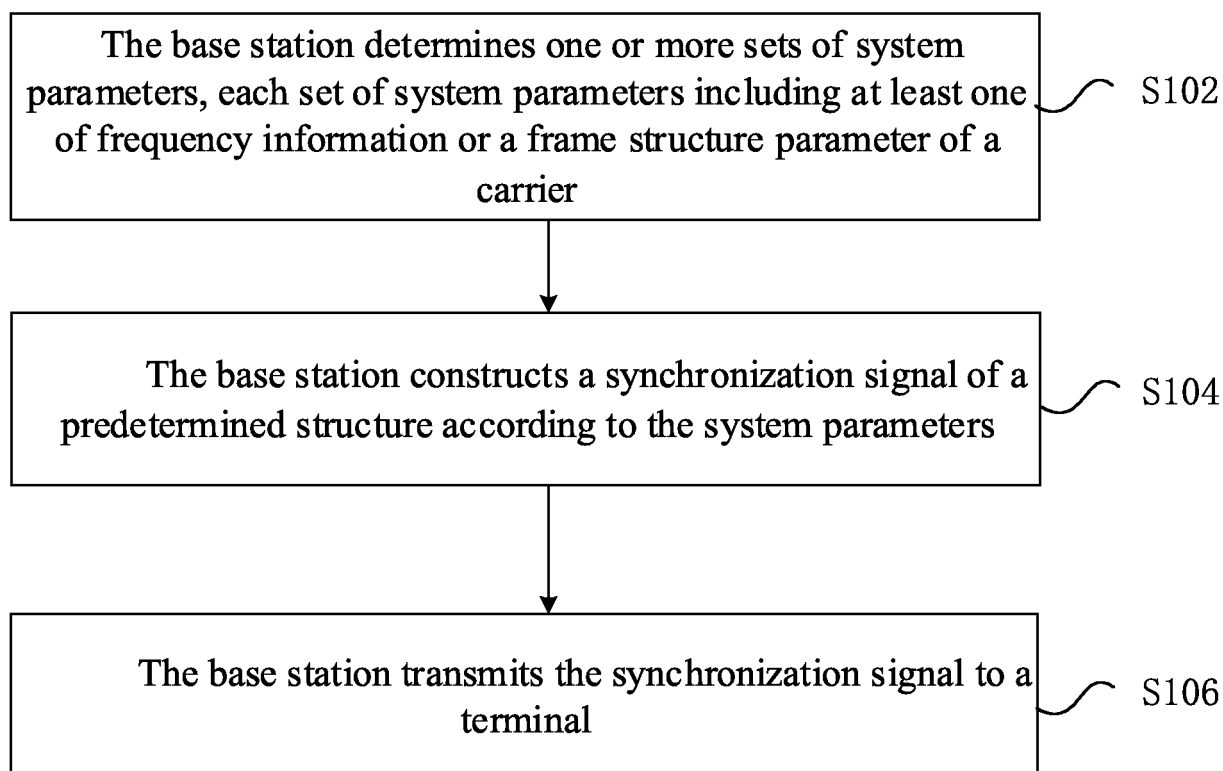 The base station determines one or more sets of system
parameters, each set of system parameters including at least one
of frequency information or a frame structure parameter of a
carrier
S102
The base station constructs a synchronization signal of a
predetermined structure according to the system parameters
S104
The base station transmits the synchronization signal to a
terminal
S106